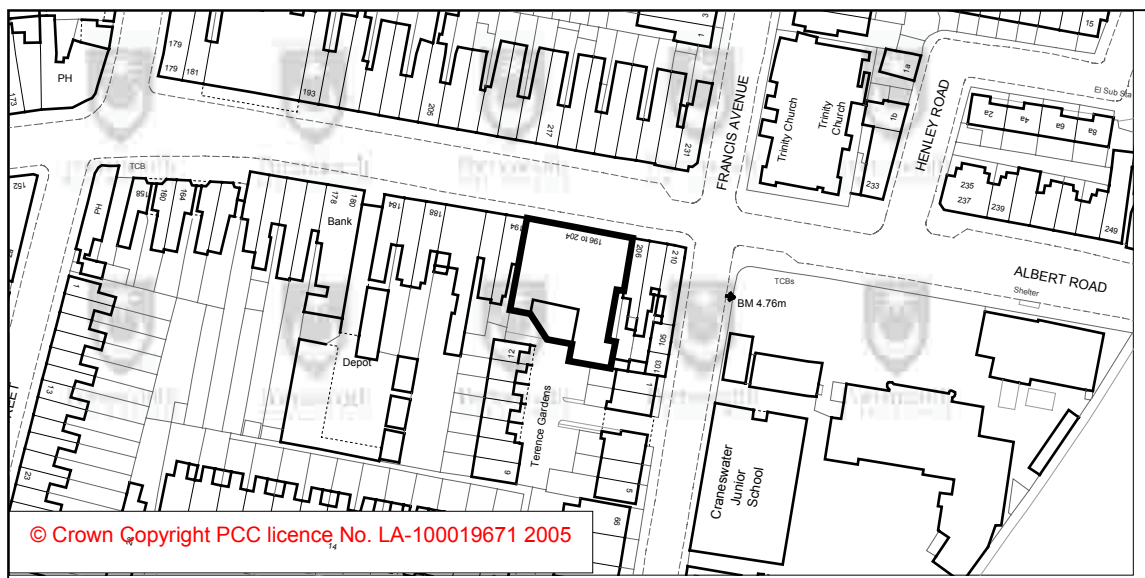 15
3
1
179
179
181
PH
173
193
206
217
231
FRANCIS AVENUE
Trinity Church
Trinity
Church
1a
1b
233
HENLEY ROAD
El Sub Sta
2a
4a
6a
8a
235
237
239
249
ALBERT ROAD
TCBs
Shelter
BM 4.76m
152
TCB
PH
158
160
164
178
180
Bank
184
188
194
196 to 204
206
210
105
103
1
12
9
5
66
Terence Gardens
Depot
1
13
23
14
Craneswater
Junior
School
© Crown Copyright PCC licence No. LA-100019671 2005